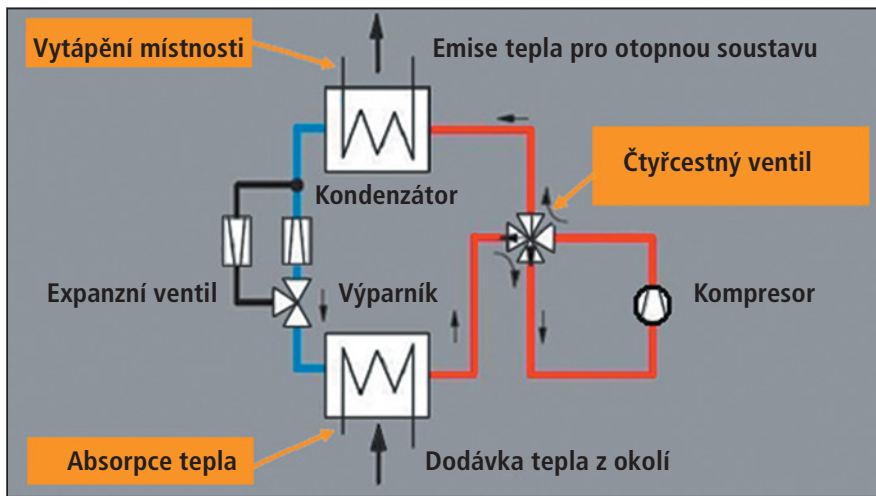 Vytápění místnosti
Emise tepla pro otopnou soustavu
Čtyřcestný ventil
Kondenzátor
Expanzní ventil
Výparník
Kompresor
Absorpce tepla
Dodávka tepla z okolí